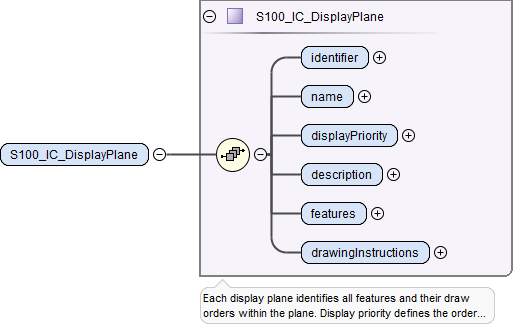 S100_IC_DisplayPlane
identifier
name
displayPriority
S100_IC_DisplayPlane
description
features
drawingInstructions
Each display plane identifies all features and their draw
orders within the plane. Display priority defines the order...